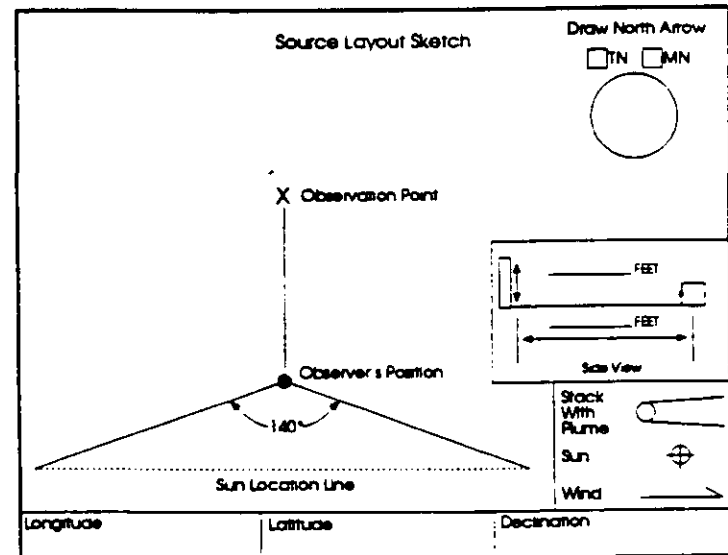 Source Layout Sketch
Draw North Arrow
TN MN
X Observation Point
FEET
FEET
Side View
Observer's Position
140°
Sun Location Line
Stack
With
Plume
Sun
Wind
Longitude
Latitude
Declination